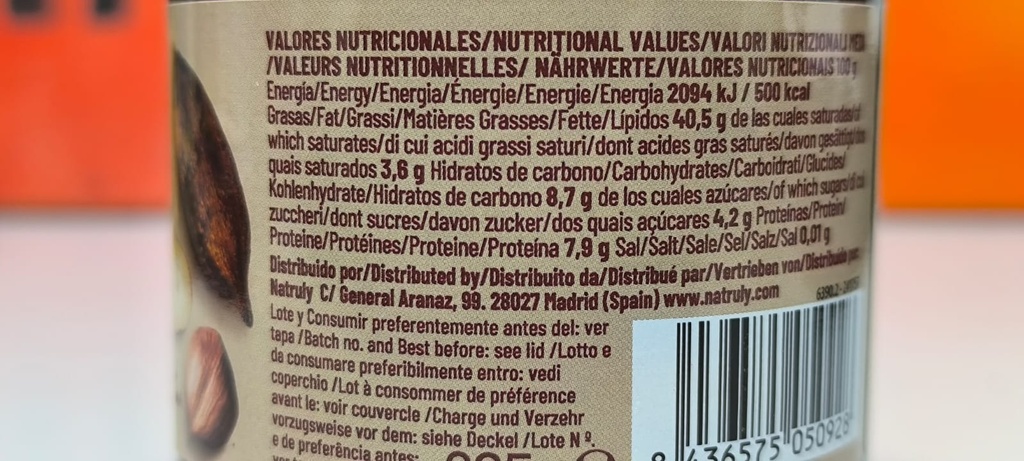 VALORES NUTRICIONALES/NUTRITIONAL VALUES/VALORI NUTRIZIONALI
/VALEURS NUTRITIONNELLES/ NÄHRWERTE/VALORES NUTRICIONAIS 100 g
Energía/Energy/Energia/Énergie/Energie/Energia 2094 kJ / 500 kcal
Grasas/Fat/Grassi/Matières Grasses/Fette/Lípidos 40,5 g de las cuales saturadas/of
which saturates/di cui acidi grassi saturi/dont acides gras saturés/davon gesättigt/dos
quais saturados 3,6 g Hidratos de carbono/Carbohydrates/Carboidrati/Glucides/
Kohlenhydrate/Hidratos de carbono 8,7 g de los cuales azúcares/of which sugars/di cui
zuccheri/dont sucres/davon zucker/dos quais açúcares 4,2 g Proteínas/Protein/
Proteine/Protéines/Proteine/Proteína 7,9 g Sal/Salt/Sale/Sel/Salz/Sal 0,01 g
Distribuido por/Distributed by/Distribuito da/Distribué par/Vertrieben von/Distribuído por:
Natruly C/ General Aranaz, 99. 28027 Madrid (Spain) www.natruly.com
Lote y Consumir preferentemente antes del: ver
tapa /Batch no. and Best before: see lid /Lotto e
da consumare preferibilmente entro: vedi
coperchio /Lot à consommer de préférence
avant le: voir couvercle /Charge und Verzehr
vorzugsweise vor dem: siehe Deckel /Lote N º.
e de preferência antes:
8 436575 050928